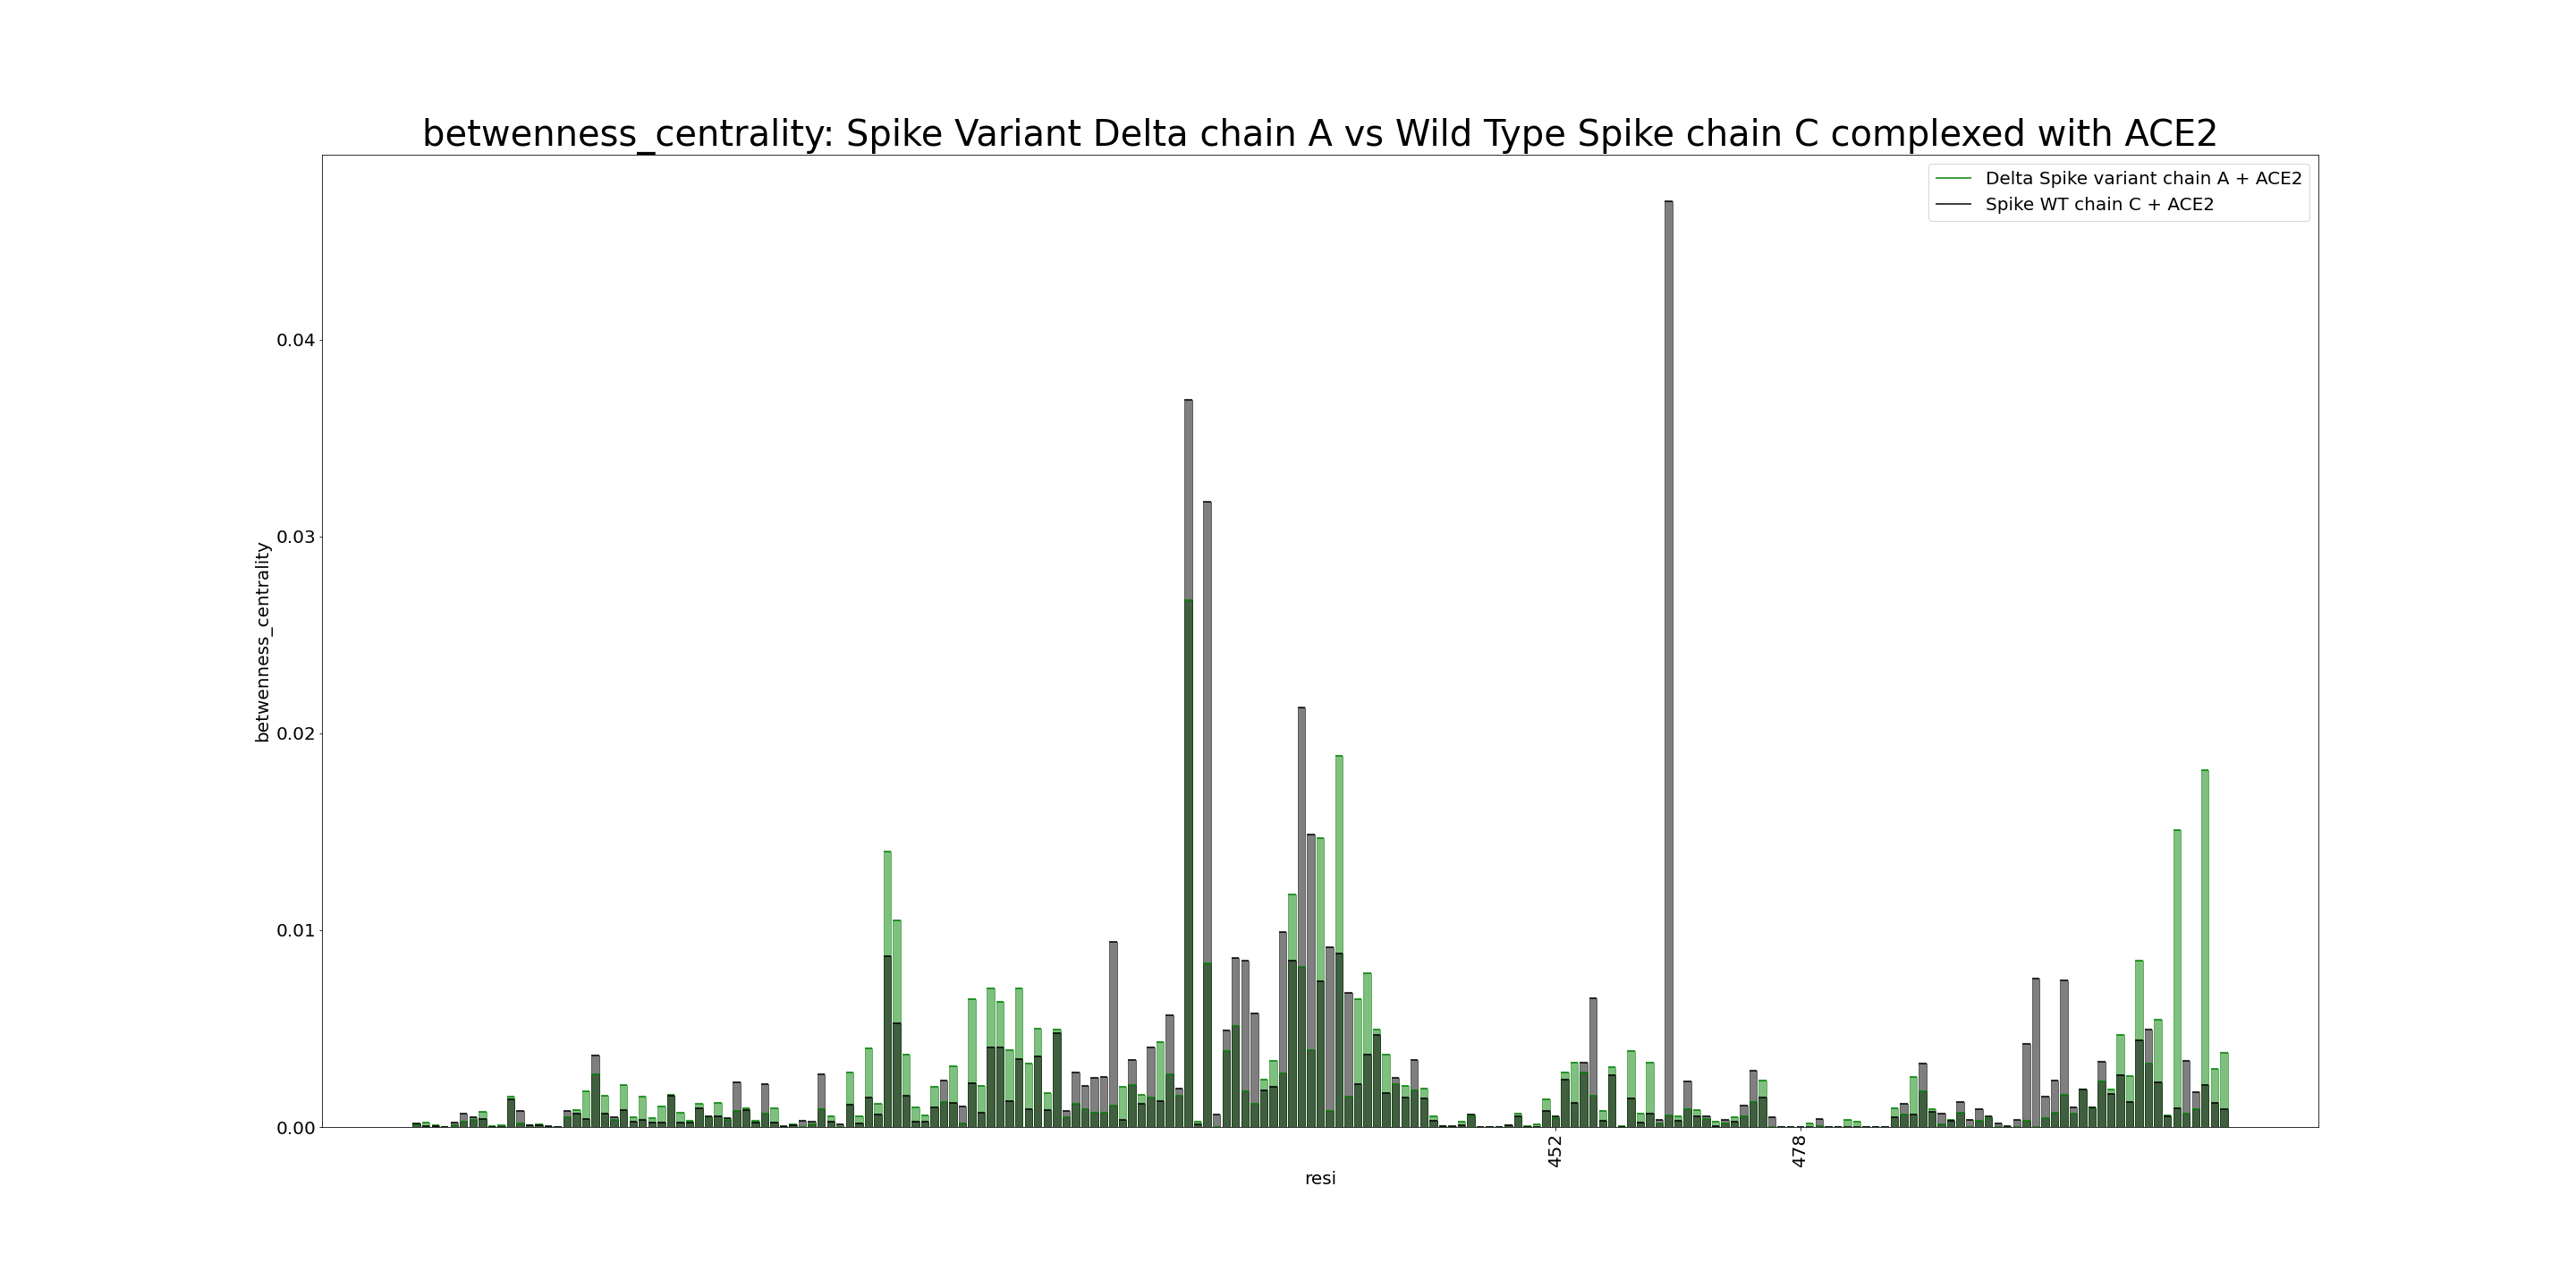 betwenness_centrality: Spike Variant Delta chain A vs Wild Type Spike chain C complexed with ACE2
Delta Spike variant chain A + ACE2
Spike WT chain C + ACE2
0.04
0.03
0.02
0.01
0.00
betwenness_centrality
452
478
resi